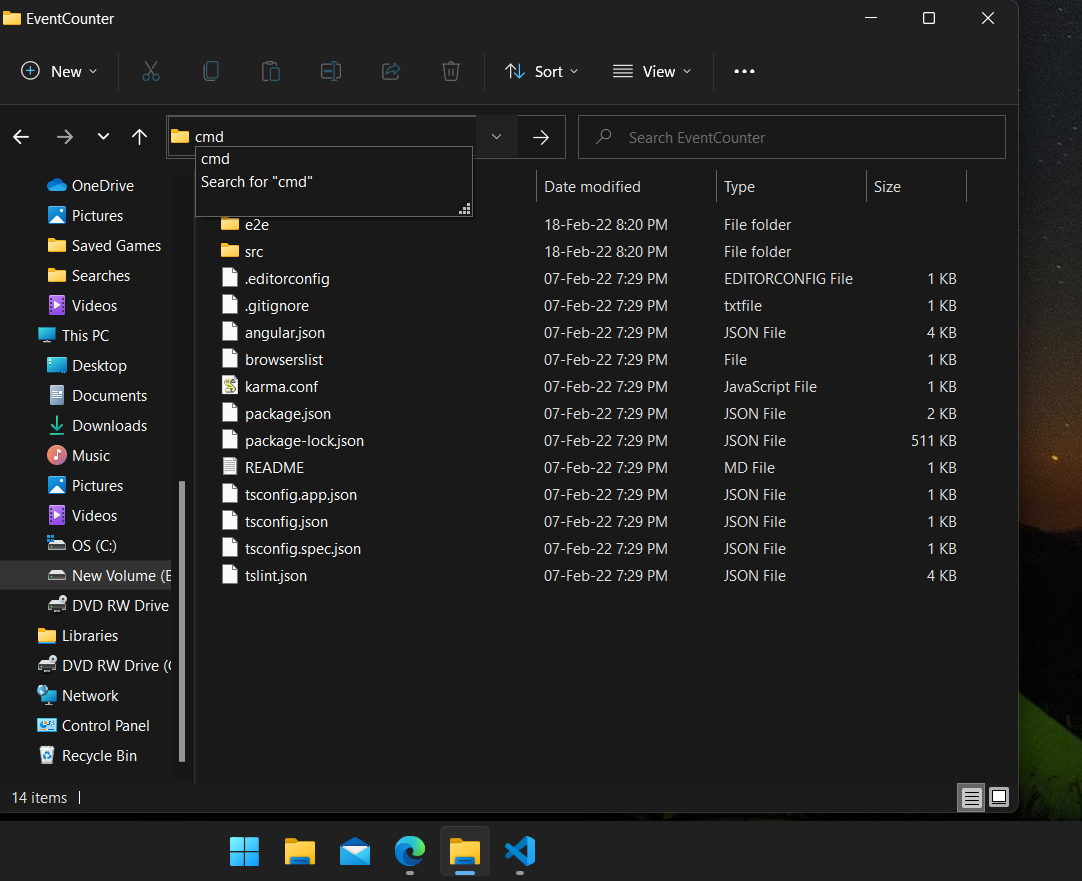 EventCounter
New
Sort
View
cmd
Search EventCounter
cmd
Search for "cmd"
Date modified Type Size
OneDrive
Pictures
Saved Games
Searches
Videos
This PC
Desktop
Documents
Downloads
Music
Pictures
Videos
OS (C:)
New Volume (E
DVD RW Drive
Libraries
DVD RW Drive (
Network
Control Panel
Recycle Bin
e2e 18-Feb-22 8:20 PM File folder
src 18-Feb-22 8:20 PM File folder
.editorconfig 07-Feb-22 7:29 PM EDITORCONFIG File 1 KB
.gitignore 07-Feb-22 7:29 PM txtfile 1 KB
angular.json 07-Feb-22 7:29 PM JSON File 4 KB
browserslist 07-Feb-22 7:29 PM File 1 KB
karma.conf 07-Feb-22 7:29 PM JavaScript File 1 KB
package.json 07-Feb-22 7:29 PM JSON File 2 KB
package-lock.json 07-Feb-22 7:29 PM JSON File 511 KB
README 07-Feb-22 7:29 PM MD File 1 KB
tsconfig.app.json 07-Feb-22 7:29 PM JSON File 1 KB
tsconfig.json 07-Feb-22 7:29 PM JSON File 1 KB
tsconfig.spec.json 07-Feb-22 7:29 PM JSON File 1 KB
tslint.json 07-Feb-22 7:29 PM JSON File 4 KB
14 items